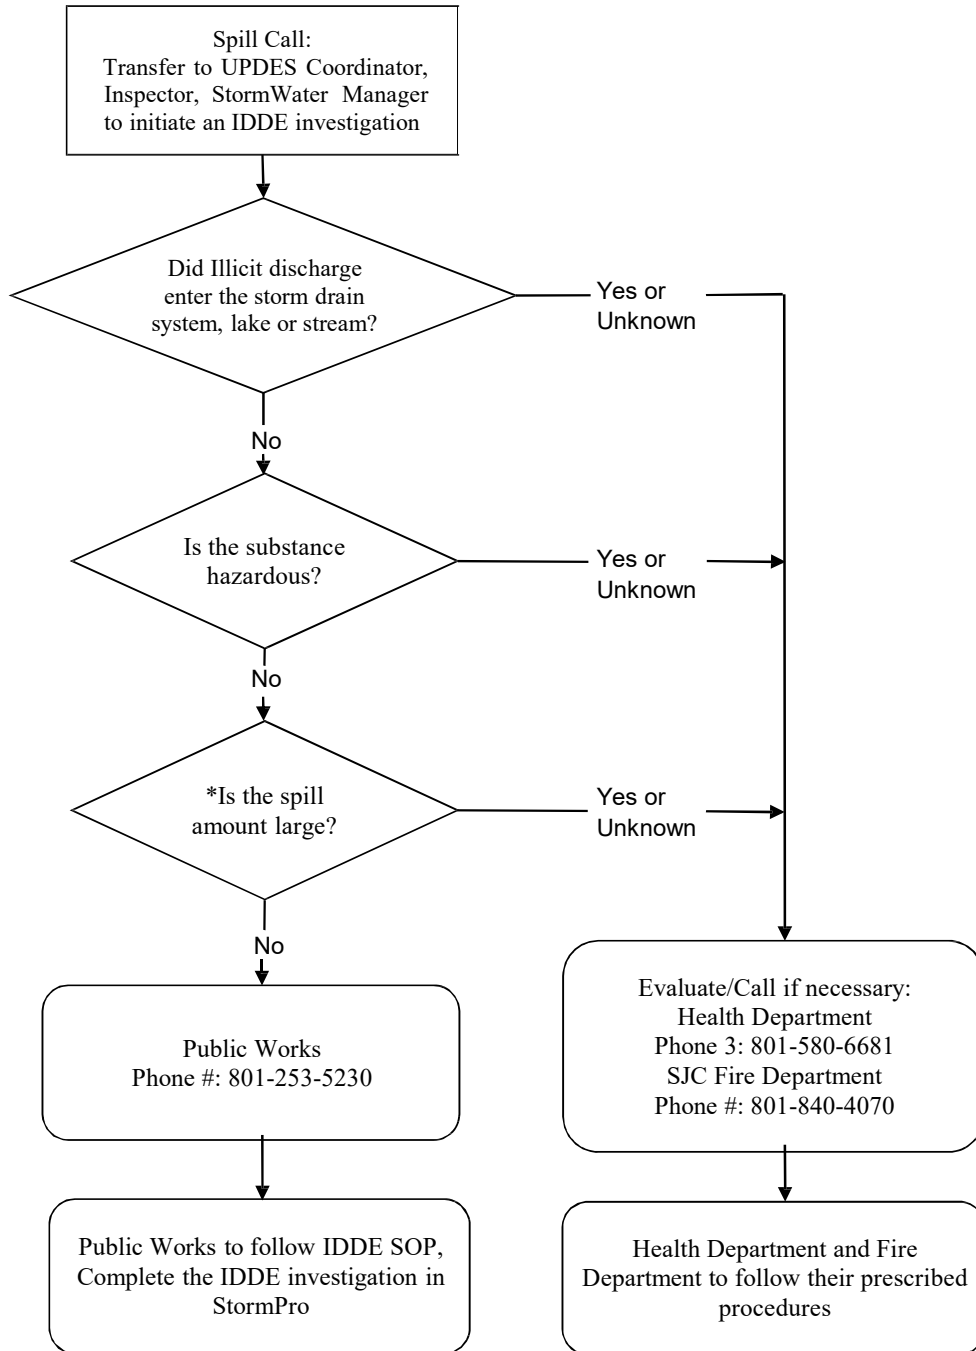 Spill Call:
Transfer to UPDES Coordinator,
Inspector, StormWater Manager
to initiate an IDDE investigation
Did Illicit discharge
enter the storm drain
system, lake or stream?
Yes or
Unknown
No
Is the substance
hazardous?
Yes or
Unknown
No
*Is the spill
amount large?
Yes or
Unknown
No
Public Works
Phone #: 801-253-5230
Evaluate/Call if necessary:
Health Department
Phone 3: 801-580-6681
SJC Fire Department
Phone #: 801-840-4070
Public Works to follow IDDE SOP,
Complete the IDDE investigation in
StormPro
Health Department and Fire
Department to follow their prescribed
procedures